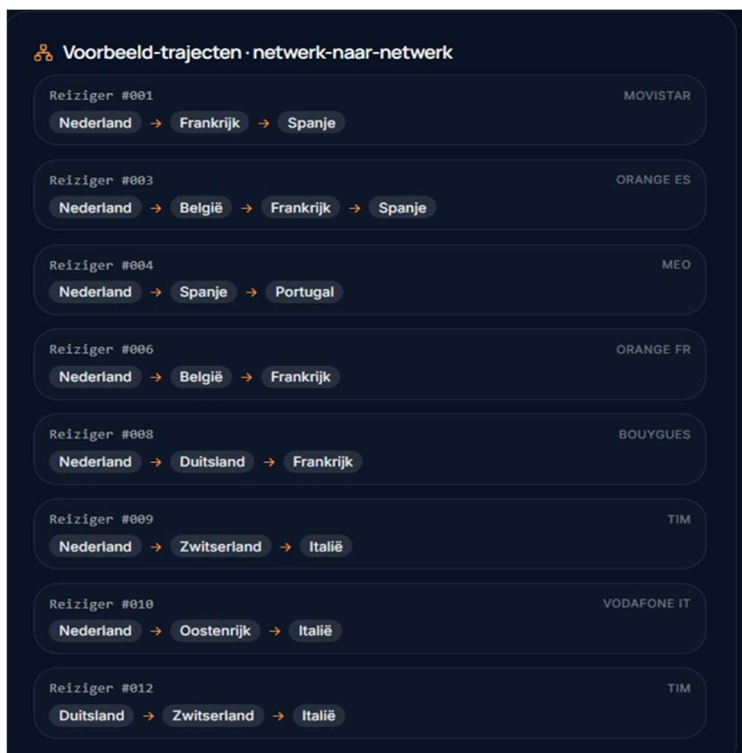 Voorbeeld-trajecten · netwerk-naar-netwerk
Reiziger #001 MOVISTAR
Nederland → Frankrijk → Spanje
Reiziger #003 ORANGE ES
Nederland → België → Frankrijk → Spanje
Reiziger #004 MEO
Nederland → Spanje → Portugal
Reiziger #006 ORANGE FR
Nederland → België → Frankrijk
Reiziger #008 BOUYGUES
Nederland → Duitsland → Frankrijk
Reiziger #009 TIM
Nederland → Zwitserland → Italië
Reiziger #010 VODAFONE IT
Nederland → Oostenrijk → Italië
Reiziger #012 TIM
Duitsland → Zwitserland → Italië